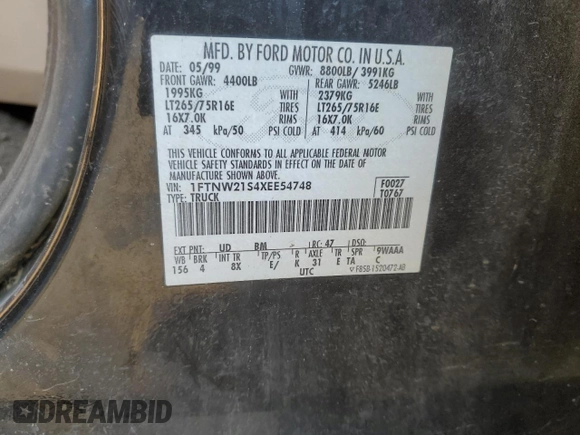 MFD. BY FORD MOTOR CO. IN U.S.A.
DATE: 05/99 GVWR: 8800LB/ 3991KG
FRONT GAWR: 4400LB REAR GAWR: 5246LB
1995KG WITH 2379KG WITH
LT265/75R16E TIRES LT265/75R16E TIRES
16X7.0K RIMS 16X7.0K RIMS
AT 345 kPa/50 PSI COLD AT 414 kPa/60 PSI COLD
THIS VEHICLE CONFORMS TO ALL APPLICABLE FEDERAL MOTOR
VEHICLE SAFETY STANDARDS IN EFFECT ON THE DATE OF
MANUFACTURE SHOWN ABOVE.
VIN: 1FTNW21S4XEE54748 F0027
TYPE: TRUCK T0767
EXT PNT: UD BM RC: 47 DSO:
WB BRK INT TR TP/PS R AXLE TR SPR 9WAAA
156 4 8X E/ K 31 E TA C
UTC F8SB-1520472-AB
DREAMBID